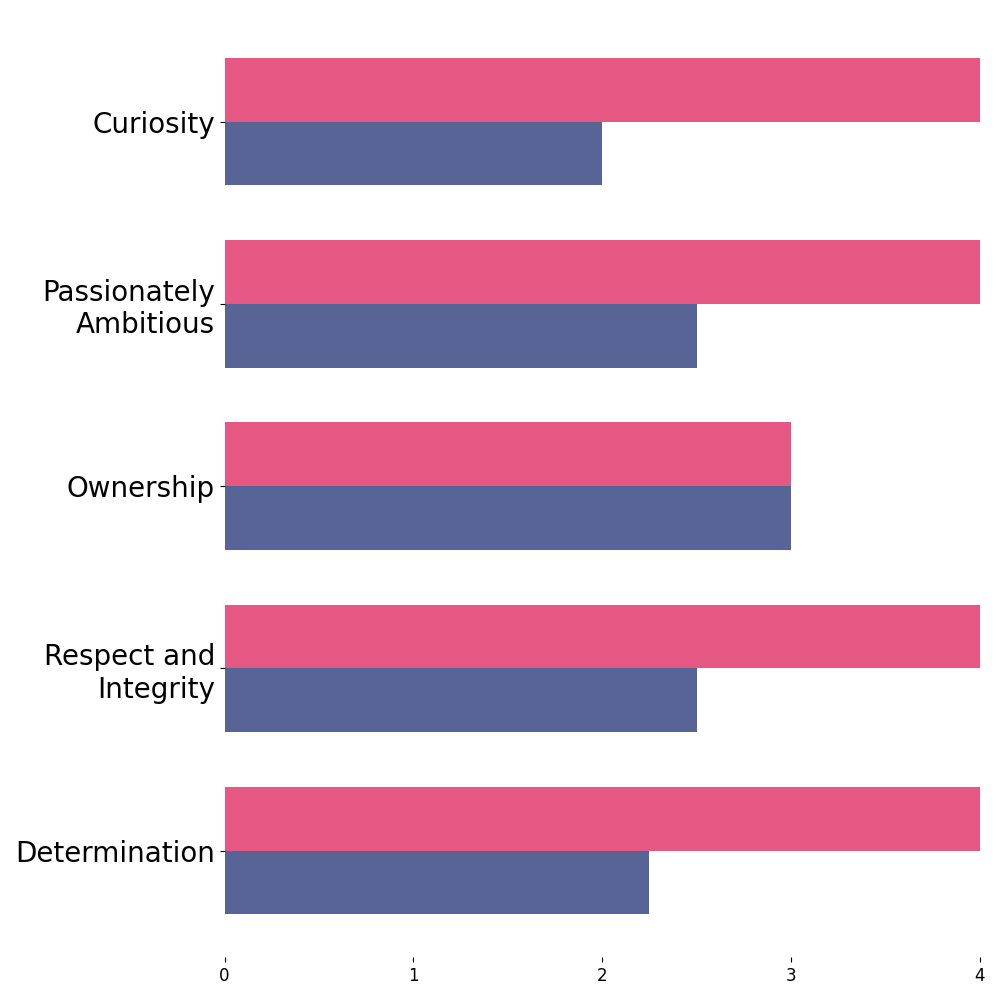 Curiosity
Passionately
Ambitious
Ownership
Respect and
Integrity
Determination
0 1 2 3 4